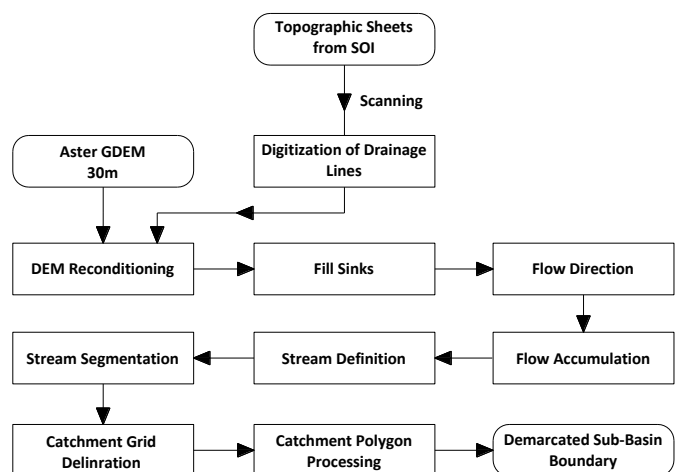 Topographic Sheets
from SOI
Scanning
Aster GDEM
30m
Digitization of Drainage
Lines
DEM Reconditioning
Fill Sinks
Flow Direction
Stream Segmentation
Stream Definition
Flow Accumulation
Catchment Grid
Delinration
Catchment Polygon
Processing
Demarcated Sub-Basin
Boundary